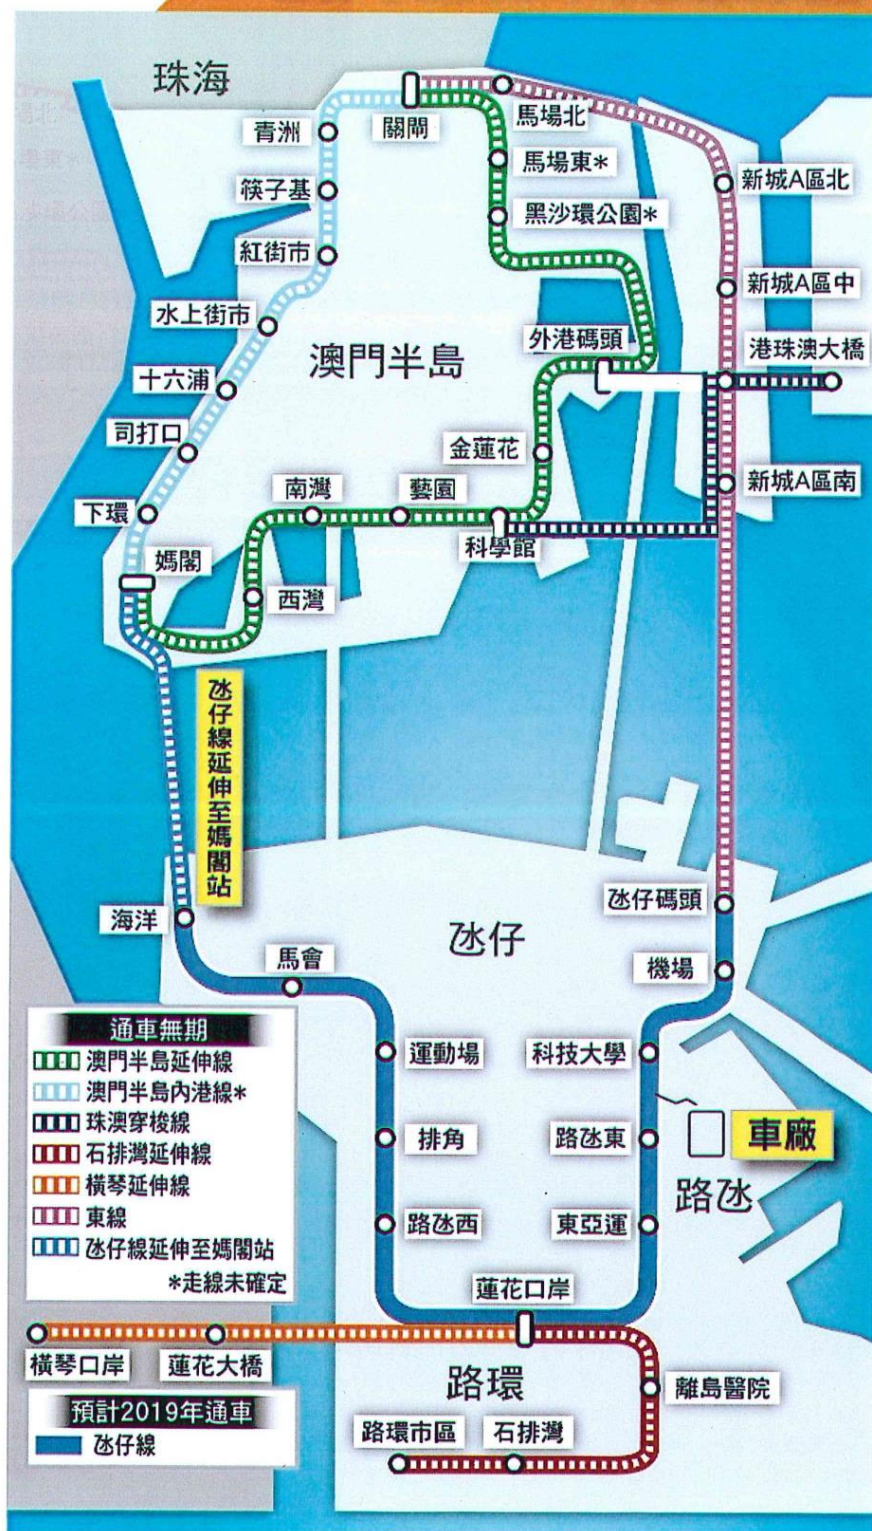 珠海
青洲
關閘
馬場北
馬場東*
筷子基
新城A區北
黑沙環公園*
紅街市
新城A區中
水上街市
外港碼頭
港珠澳大橋
澳門半島
十六浦
司打口
金蓮花
新城A區南
下環
南灣
藝園
科學館
媽閣
西灣
氹仔線延伸至媽閣站
海洋
氹仔
氹仔碼頭
馬會
機場
運動場
科技大學
排角
路氹東
車廠
路氹
路氹西
東亞運
通車無期
澳門半島延伸線
澳門半島內港線*
珠澳穿梭線
石排灣延伸線
橫琴延伸線
東線
氹仔線延伸至媽閣站
*走線未確定
蓮花口岸
橫琴口岸
蓮花大橋
路環
離島醫院
預計2019年通車
氹仔線
路環市區
石排灣